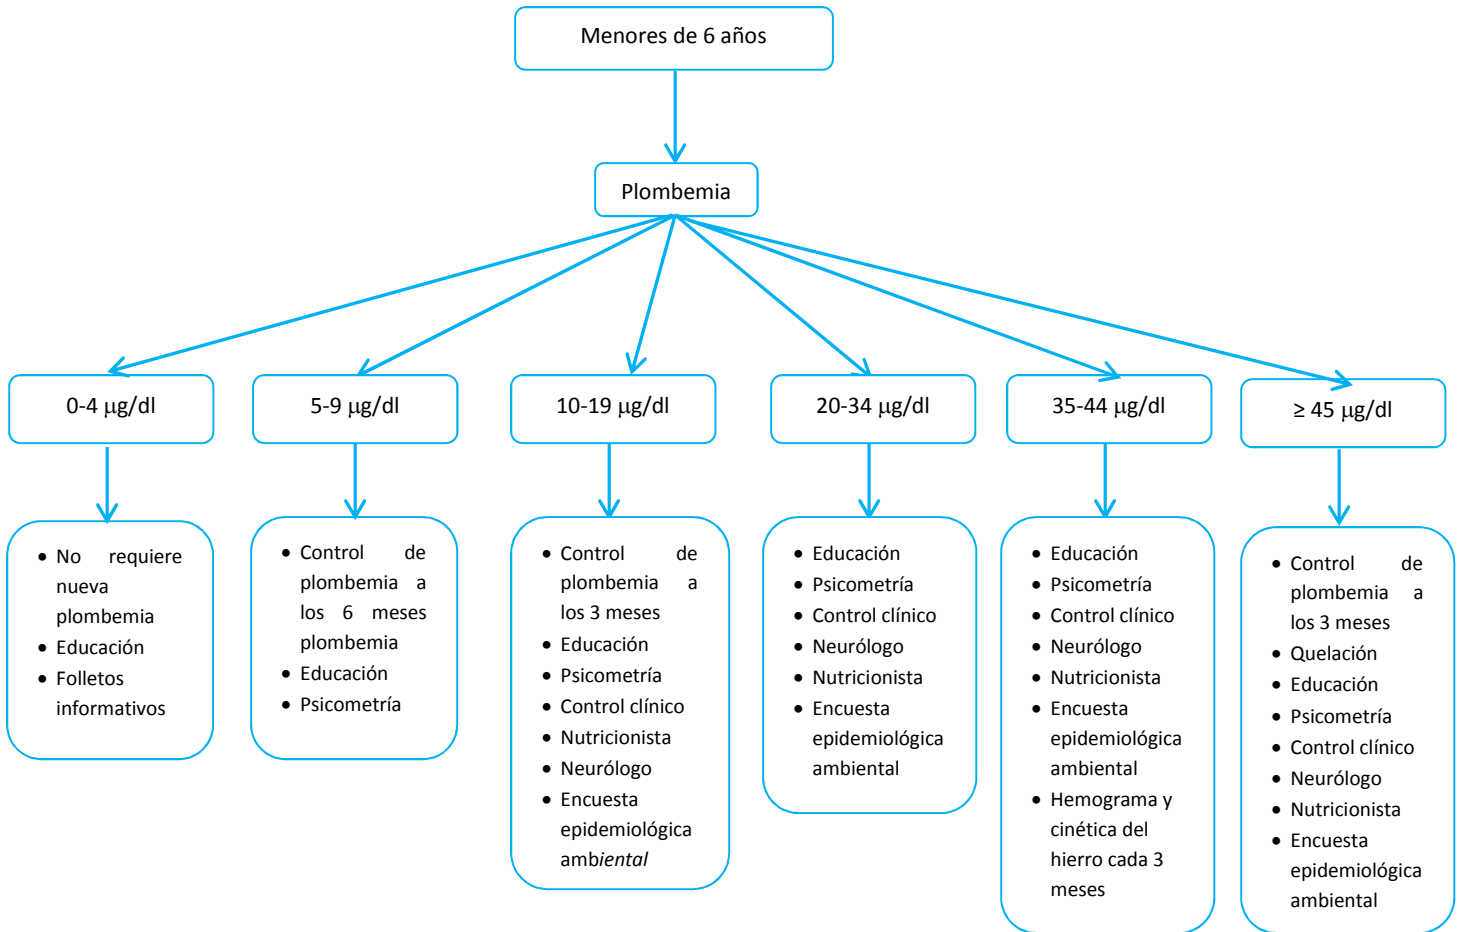 Menores de 6 años
Plombemia
0-4 µg/dl
5-9 µg/dl
10-19 µg/dl
20-34 µg/dl
35-44 µg/dl
≥ 45 µg/dl
• No requiere
nueva
plombemia
• Educación
• Folletos
informativos
• Control de
plombemia a
los 6 meses
plombemia
• Educación
• Psicometría
• Control de
plombemia a
los 3 meses
• Educación
• Psicometría
• Control clínico
• Nutricionista
• Neurólogo
• Encuesta
epidemiológica
ambiental
• Educación
• Psicometría
• Control clínico
• Neurólogo
• Nutricionista
• Encuesta
epidemiológica
ambiental
• Educación
• Psicometría
• Control clínico
• Neurólogo
• Nutricionista
• Encuesta
epidemiológica
ambiental
• Hemograma y
cinética del
hierro cada 3
meses
• Control de
plombemia a
los 3 meses
• Quelación
• Educación
• Psicometría
• Control clínico
• Neurólogo
• Nutricionista
• Encuesta
epidemiológica
ambiental